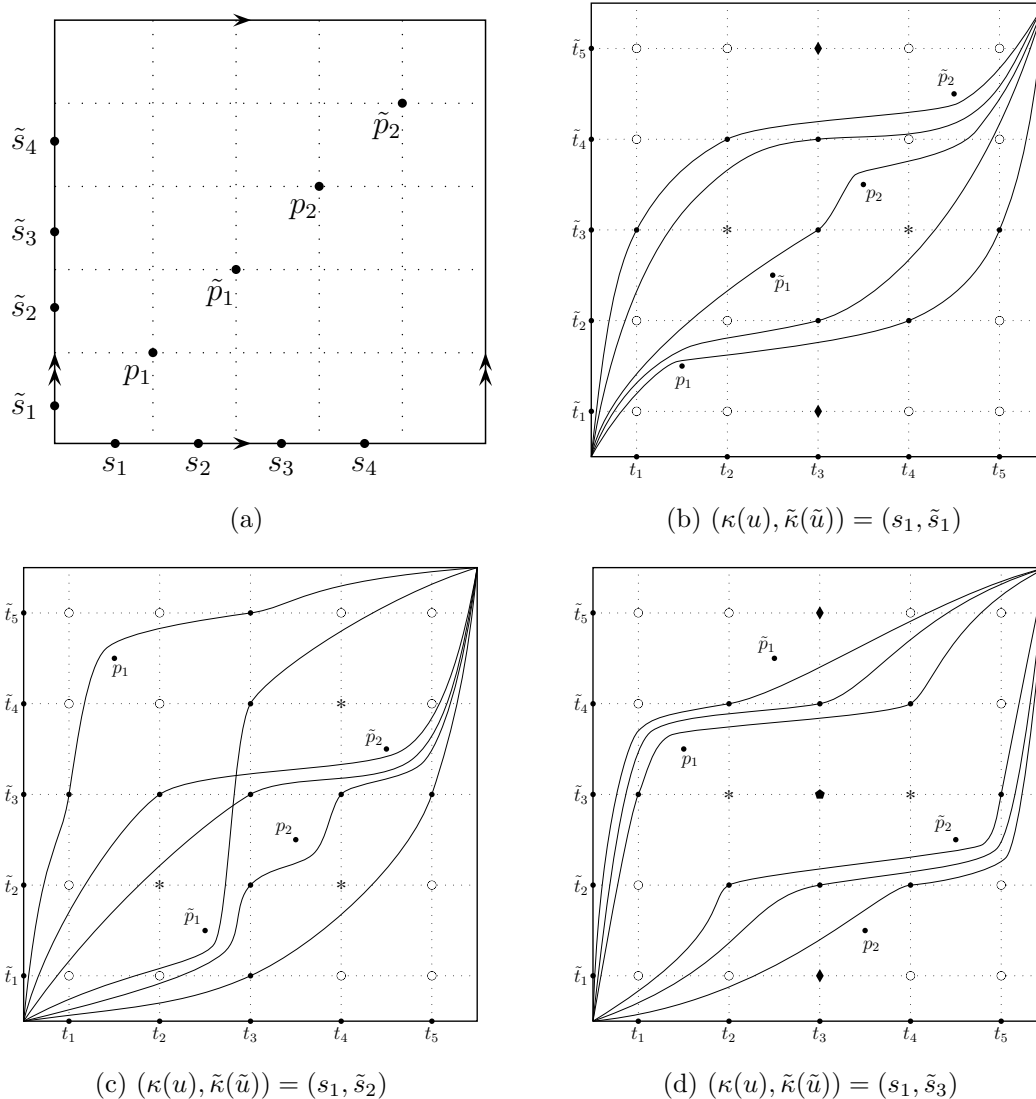 s̃₄
p̃₂
s̃₃
p₂
s̃₂
p̃₁
p₁
s̃₁
s₁ s₂ s₃ s₄
(a)
t̃₅
p̃₂
t̃₄
p₂
t̃₃
p̃₁
t̃₂
p₁
t̃₁
t₁ t₂ t₃ t₄ t₅
(b) (κ(u), κ̃(ũ)) = (s₁, s̃₁)
t̃₅
p₁
t̃₄
p̃₂
t̃₃
p₂
t̃₂
p̃₁
t̃₁
t₁ t₂ t₃ t₄ t₅
(c) (κ(u), κ̃(ũ)) = (s₁, s̃₂)
t̃₅
p̃₁
t̃₄
p₁
t̃₃
p̃₂
t̃₂
p₂
t̃₁
t₁ t₂ t₃ t₄ t₅
(d) (κ(u), κ̃(ũ)) = (s₁, s̃₃)